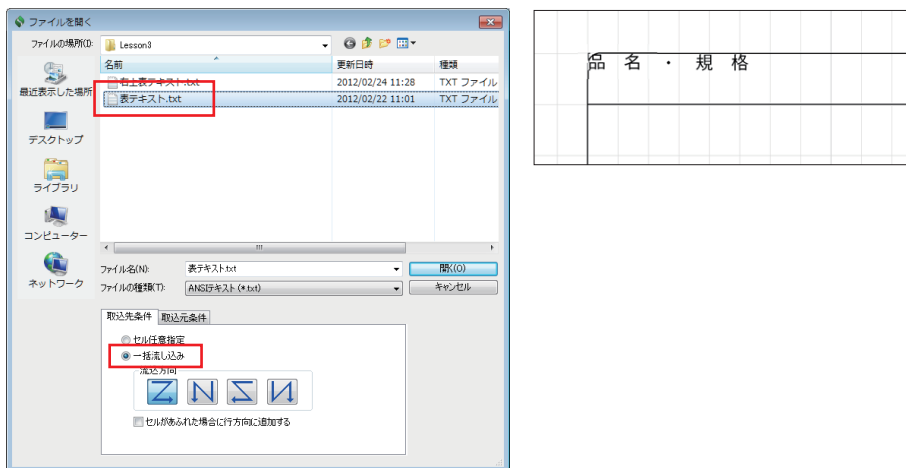 ファイルを開く
ファイルの場所(I):
Lesson3
最近表示した場所
デスクトップ
ライブラリ
コンピューター
ネットワーク
名前 更新日時 種類
右上表テキスト.txt 2012/02/24 11:28 TXT ファイル
表テキスト.txt 2012/02/22 11:01 TXT ファイル
ファイル名(N): 表テキスト.txt 開く(O)
ファイルの種類(T): ANSIテキスト (*.txt) キャンセル
取込先条件 取込元条件
セル任意指定
一括流し込み
流込方向
セルがあふれた場合に行方向に追加する
品名・規格